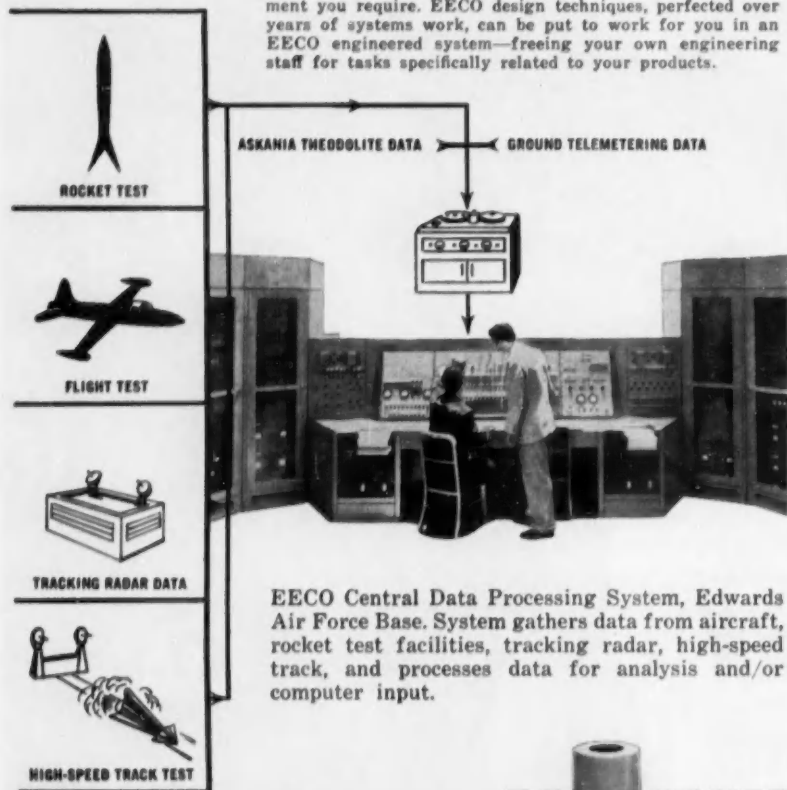 ment you require. EECO design techniques, perfected over
years of systems work, can be put to work for you in an
EECO engineered system—freeing your own engineering
staff for tasks specifically related to your products.
ASKANIA THEODOLITE DATA
GROUND TELEMETERING DATA
ROCKET TEST
FLIGHT TEST
TRACKING RADAR DATA
HIGH-SPEED TRACK TEST
EECO Central Data Processing System, Edwards
Air Force Base. System gathers data from aircraft,
rocket test facilities, tracking radar, high-speed
track, and processes data for analysis and/or
computer input.